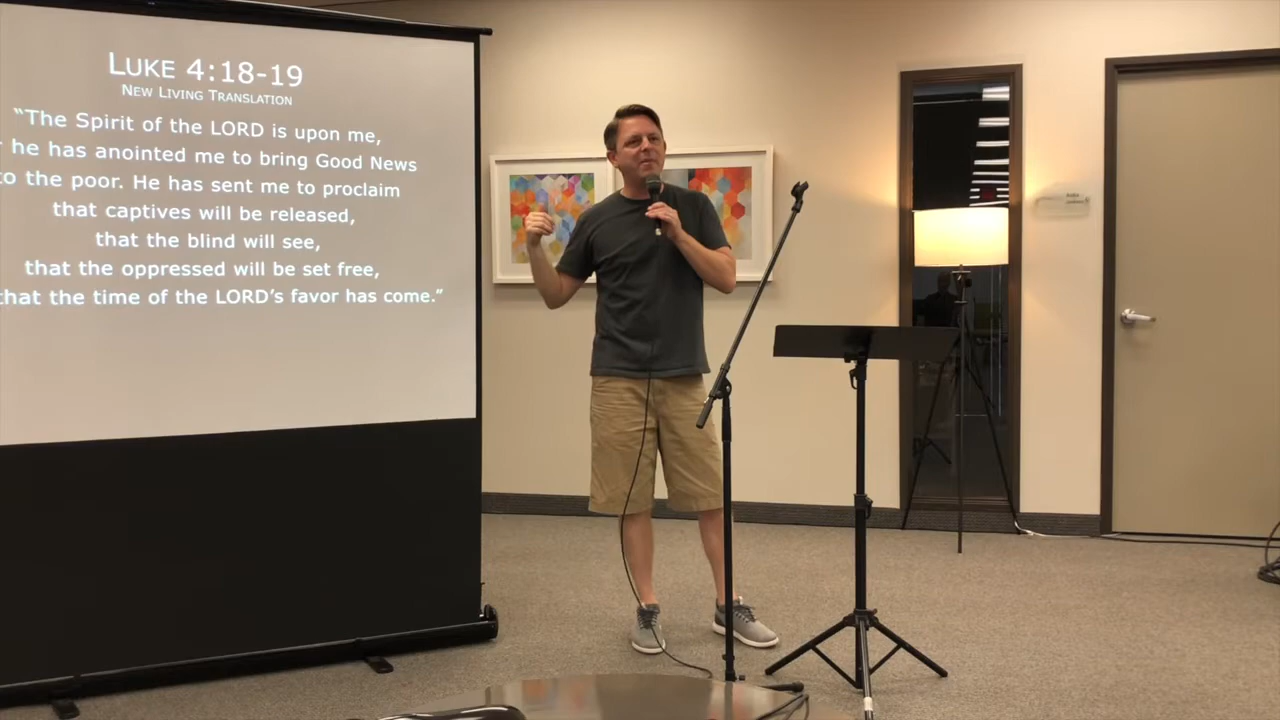 LUKE 4:18-19
NEW LIVING TRANSLATION
“The Spirit of the LORD is upon me,
he has anointed me to bring Good News
to the poor. He has sent me to proclaim
that captives will be released,
that the blind will see,
that the oppressed will be set free,
that the time of the LORD’s favor has come.”